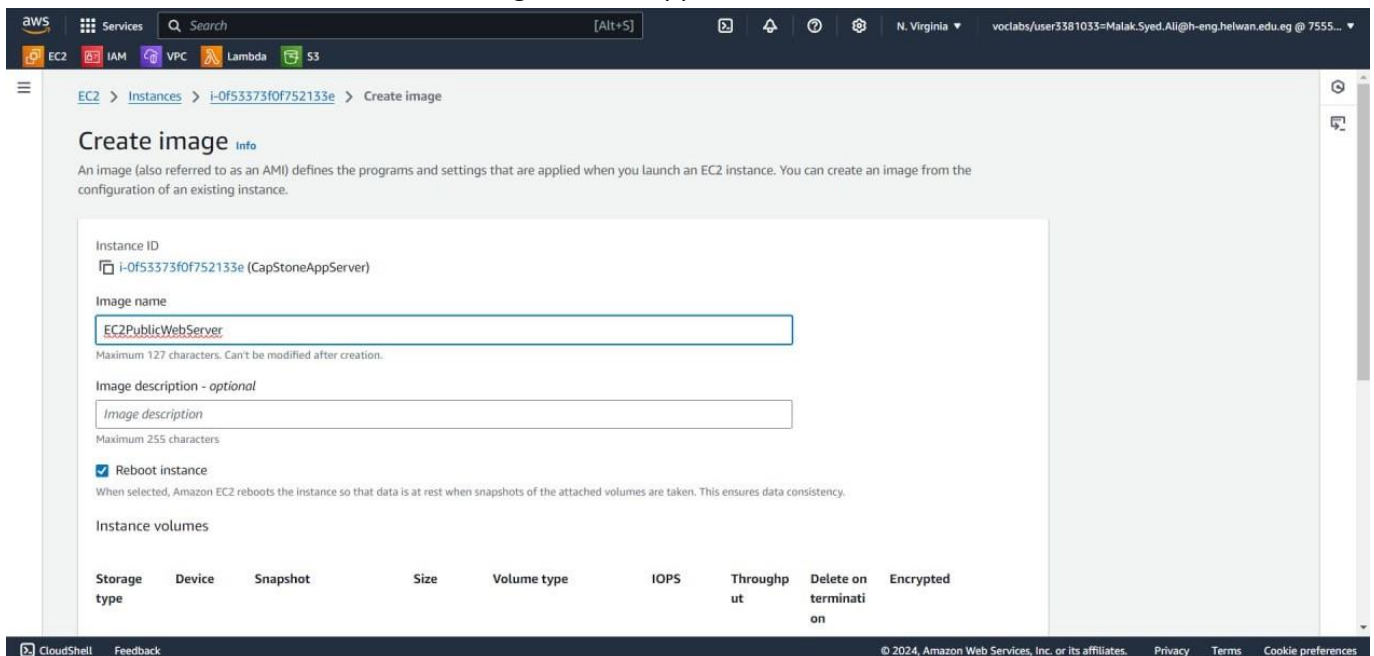 aws Services Search [Alt+S] N. Virginia voclabs/user3381033=Malak.Syed.Ali@h-eng.helwan.edu.eg @ 7555...
EC2 IAM VPC Lambda S3
EC2 > Instances > i-0f53373f0f752133e > Create image
Create image Info
An image (also referred to as an AMI) defines the programs and settings that are applied when you launch an EC2 instance. You can create an image from the
configuration of an existing instance.
Instance ID
i-0f53373f0f752133e (CapStoneAppServer)
Image name
EC2PublicWebServer
Maximum 127 characters. Can't be modified after creation.
Image description - optional
Image description
Maximum 255 characters
Reboot instance
When selected, Amazon EC2 reboots the instance so that data is at rest when snapshots of the attached volumes are taken. This ensures data consistency.
Instance volumes
Storage Device Snapshot Size Volume type IOPS Throughp Delete on Encrypted
type ut terminati
on
CloudShell Feedback © 2024, Amazon Web Services, Inc. or its affiliates. Privacy Terms Cookie preferences